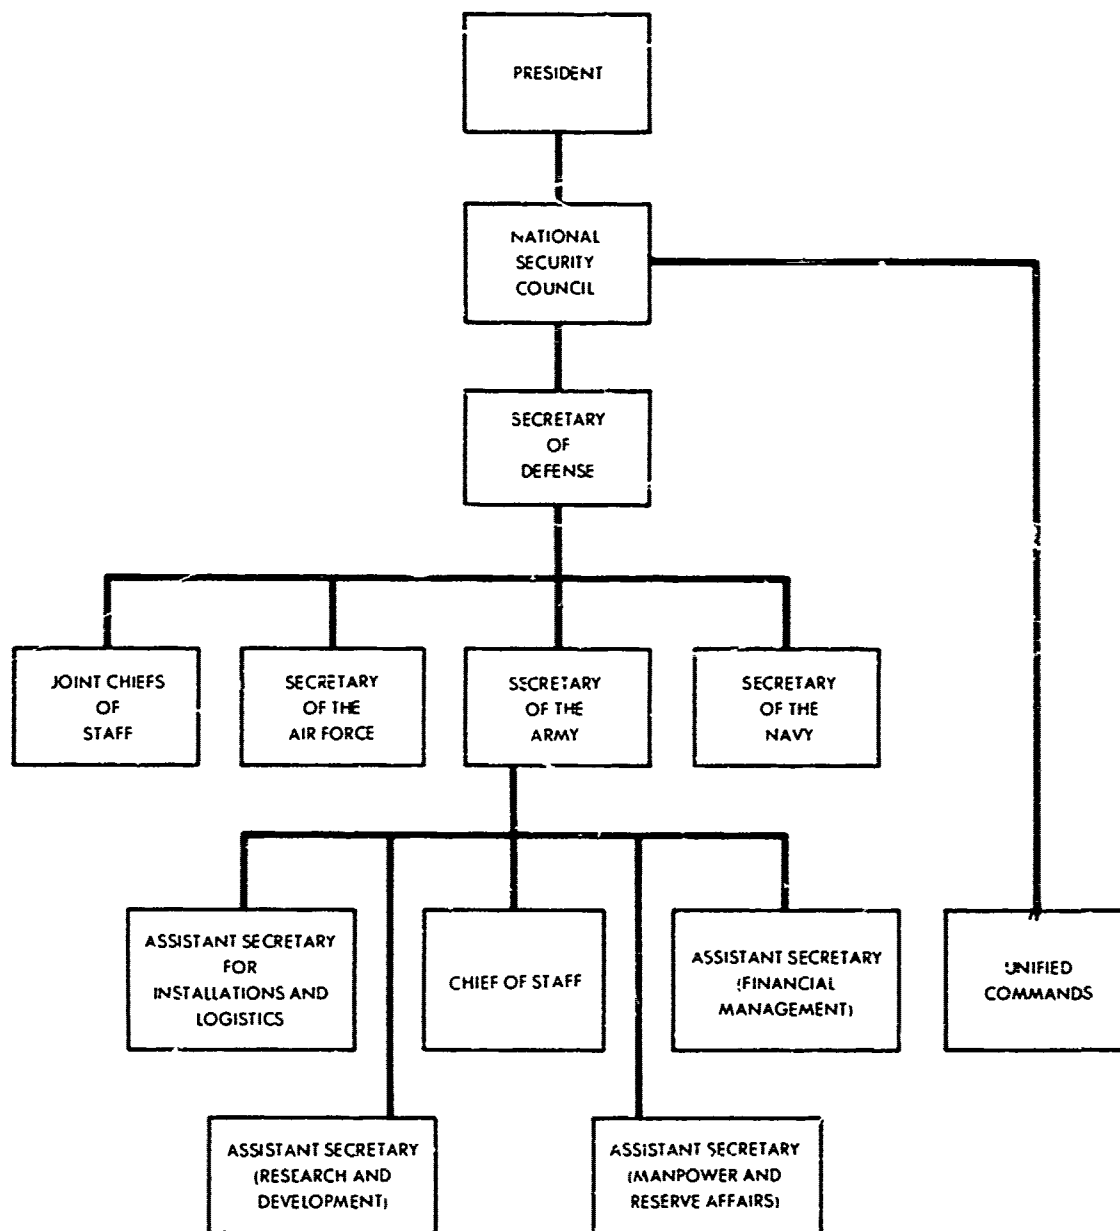 PRESIDENT
NATIONAL
SECURITY
COUNCIL
SECRETARY
OF
DEFENSE
JOINT CHIEFS
OF
STAFF
SECRETARY
OF THE
AIR FORCE
SECRETARY
OF THE
ARMY
SECRETARY
OF THE
NAVY
ASSISTANT SECRETARY
FOR
INSTALLATIONS AND
LOGISTICS
CHIEF OF STAFF
ASSISTANT SECRETARY
(FINANCIAL
MANAGEMENT)
UNIFIED
COMMANDS
ASSISTANT SECRETARY
(RESEARCH AND
DEVELOPMENT)
ASSISTANT SECRETARY
(MANPOWER AND
RESERVE AFFAIRS)